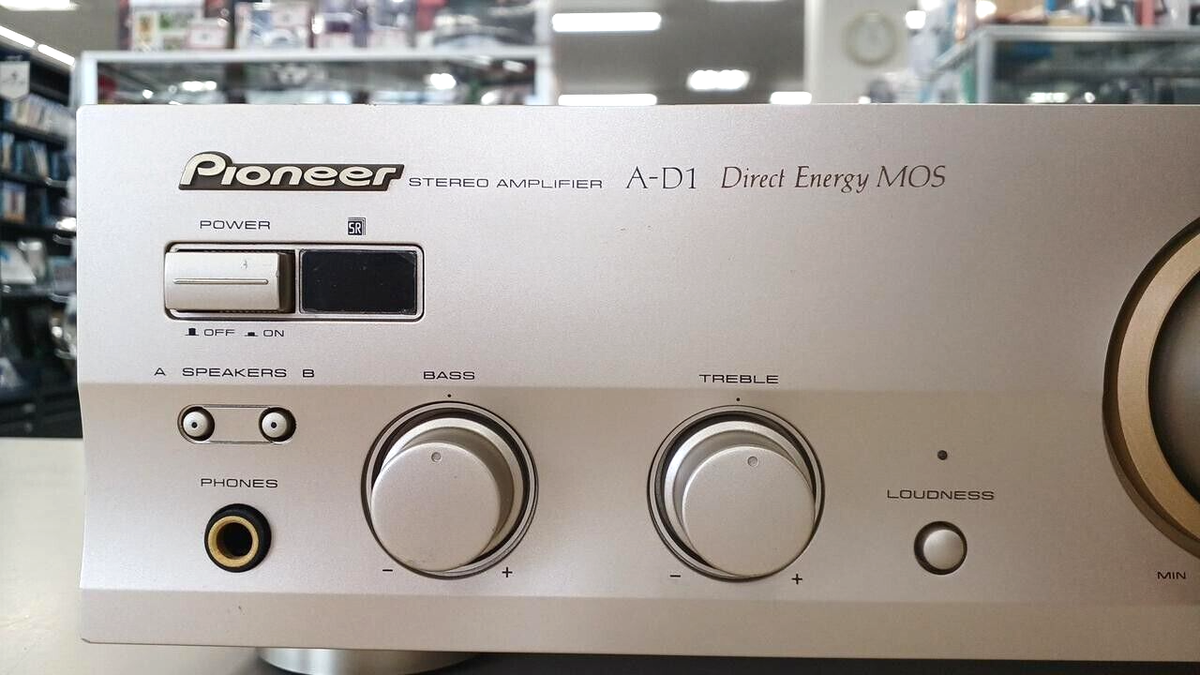 Pioneer STEREO AMPLIFIER A-D1 Direct Energy MOS
POWER SR
OFF ON
A SPEAKERS B
BASS
TREBLE
PHONES
LOUDNESS
- +
- +
MIN